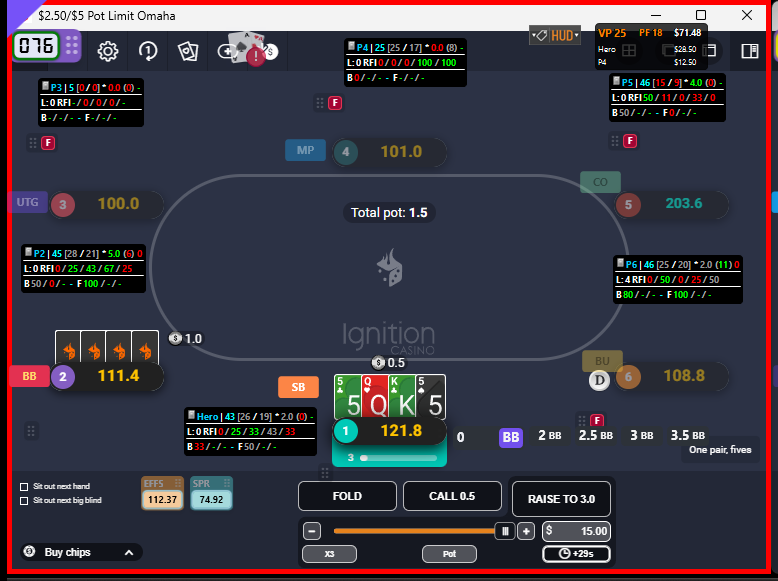 $2.50/$5 Pot Limit Omaha
076
HUD
VP 25 PF 18 $71.48
Hero $28.50
P4 $12.50
P4 | 25 [25 / 17] * 0.0 (8) -
L: 0 RFI 0 / 0 / 0 / 100 / 100
B 0 / - / - - F - / - / -
F
P3 | 5 [0 / 0] * 0.0 (0) -
L: 0 RFI - / 0 / 0 / 0 / -
B - / - / - - F - / - / -
F
P5 | 46 [15 / 9] * 4.0 (0) -
L: 0 RFI 50 / 11 / 0 / 33 / 0
B 50 / - / - - F 0 / - / -
F
MP 4 101.0
UTG 3 100.0
CO 5 203.6
Total pot: 1.5
P2 | 45 [28 / 21] * 5.0 (6) 0
L: 0 RFI 0 / 25 / 43 / 67 / 25
B 50 / 0 / - - F 100 / - / -
P6 | 46 [25 / 20] * 2.0 (11) 0
L: 4 RFI 0 / 50 / 0 / 25 / 50
B 80 / - / - - F 100 / - / -
Ignition
CASINO
$ 1.0
$ 0.5
BB 2 111.4
BU
D 6 108.8
SB
5 Q K 5
5 Q K 5
Hero | 43 [26 / 19] * 2.0 (0) -
L: 0 RFI 0 / 25 / 33 / 43 / 33
B 33 / - / - - F 50 / - / -
1 121.8
3
F
0 BB 2 BB 2.5 BB 3 BB 3.5 BB
One pair, fives
Sit out next hand
Sit out next big blind
EFFS
112.37
SPR
74.92
FOLD CALL 0.5 RAISE TO 3.0
$ 15.00
X3 Pot +29s
Buy chips